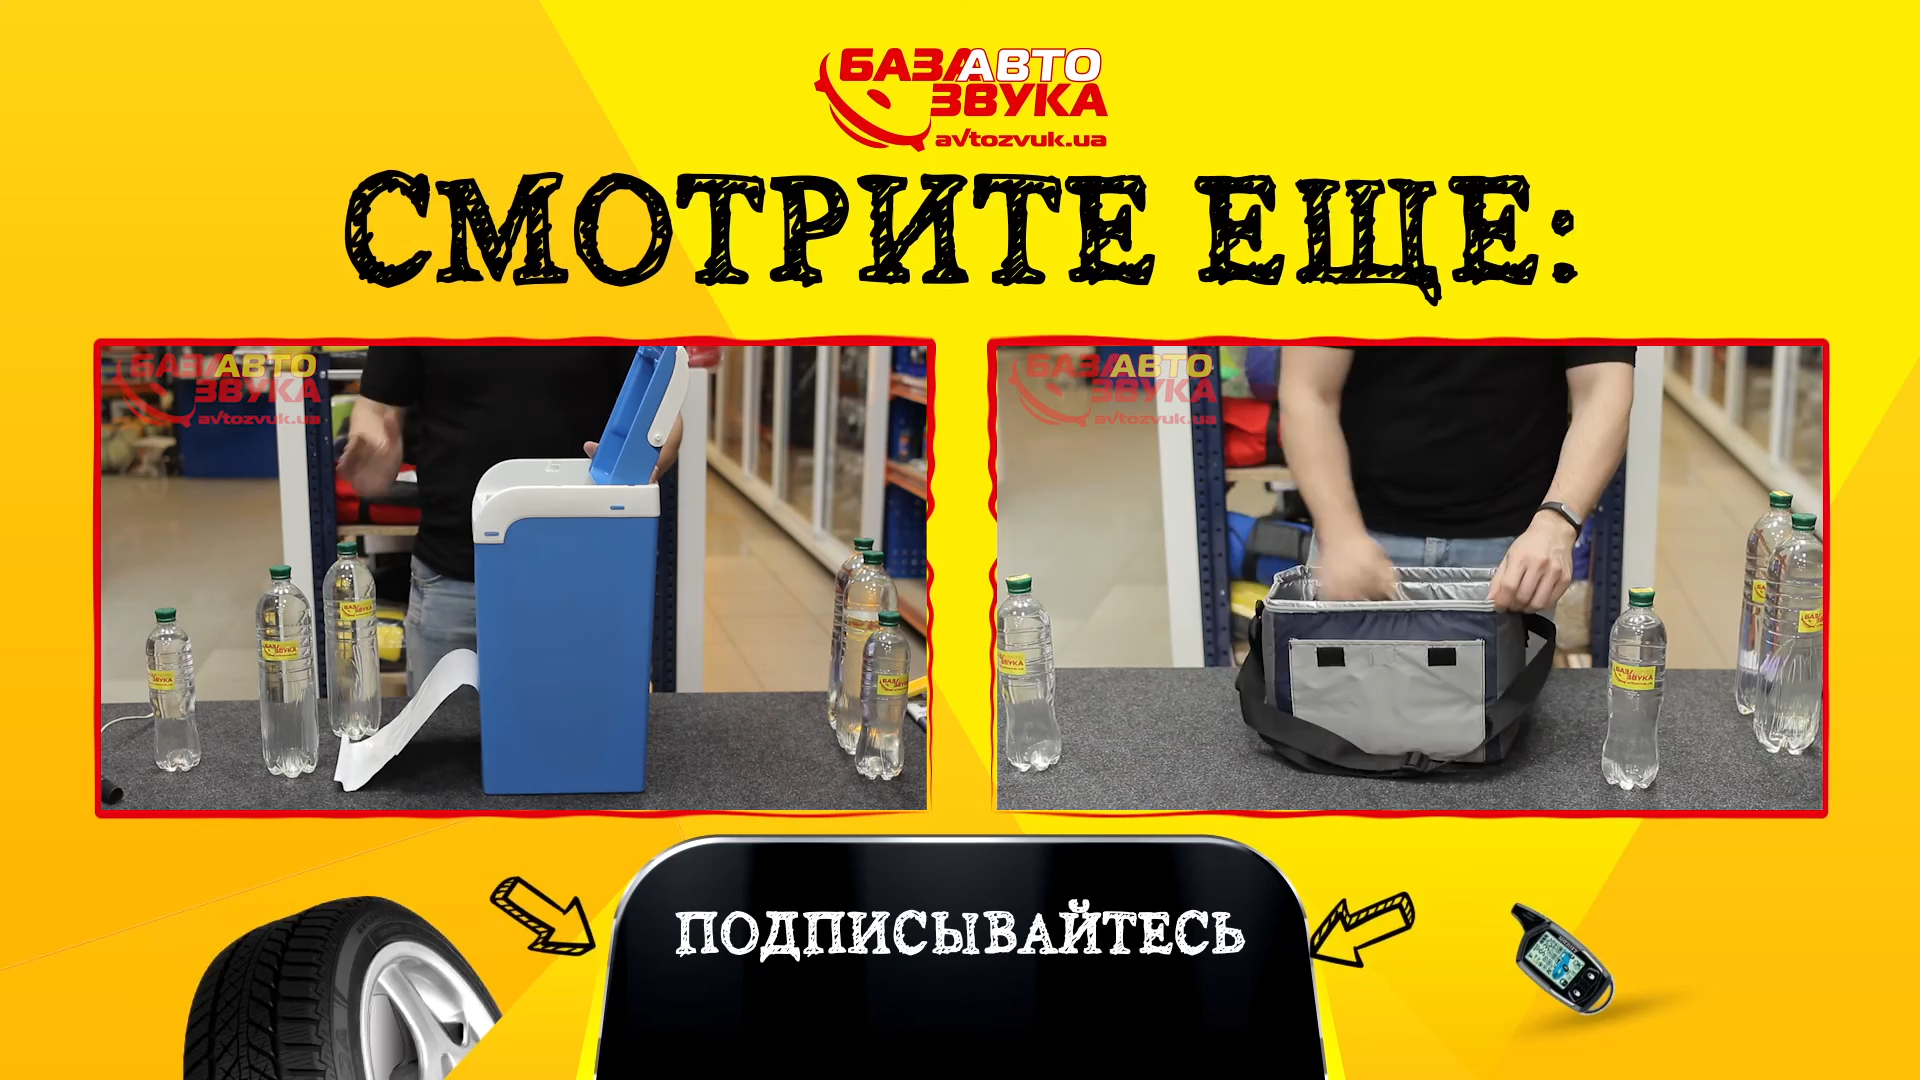 БАЗА АВТО
ЗВУКА
avtozvuk.ua
СМОТРИТЕ ЕЩЕ:
БАЗА АВТО
ЗВУКА
avtozvuk.ua
БАЗА АВТО
ЗВУКА
avtozvuk.ua
ПОДПИСЫВАЙТЕСЬ